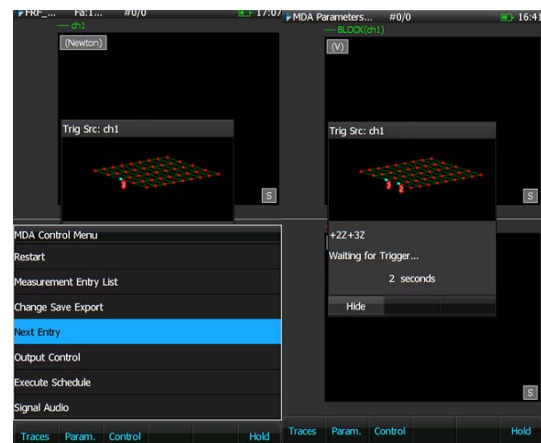 FRF_... Fa:1... #0/0 17:07
ch1
(Newton)
Trig Src: ch1
3
S
MDA Control Menu
Restart
Measurement Entry List
Change Save Export
Next Entry
Output Control
Execute Schedule
Signal Audio
Traces Param. Control Hold
MDA Parameters... #0/0 16:41
BLOCK(ch1)
(V)
Trig Src: ch1
3 2
S
+2Z+3Z
Waiting for Trigger...
2 seconds
Hide
S
Traces Param. Control Hold